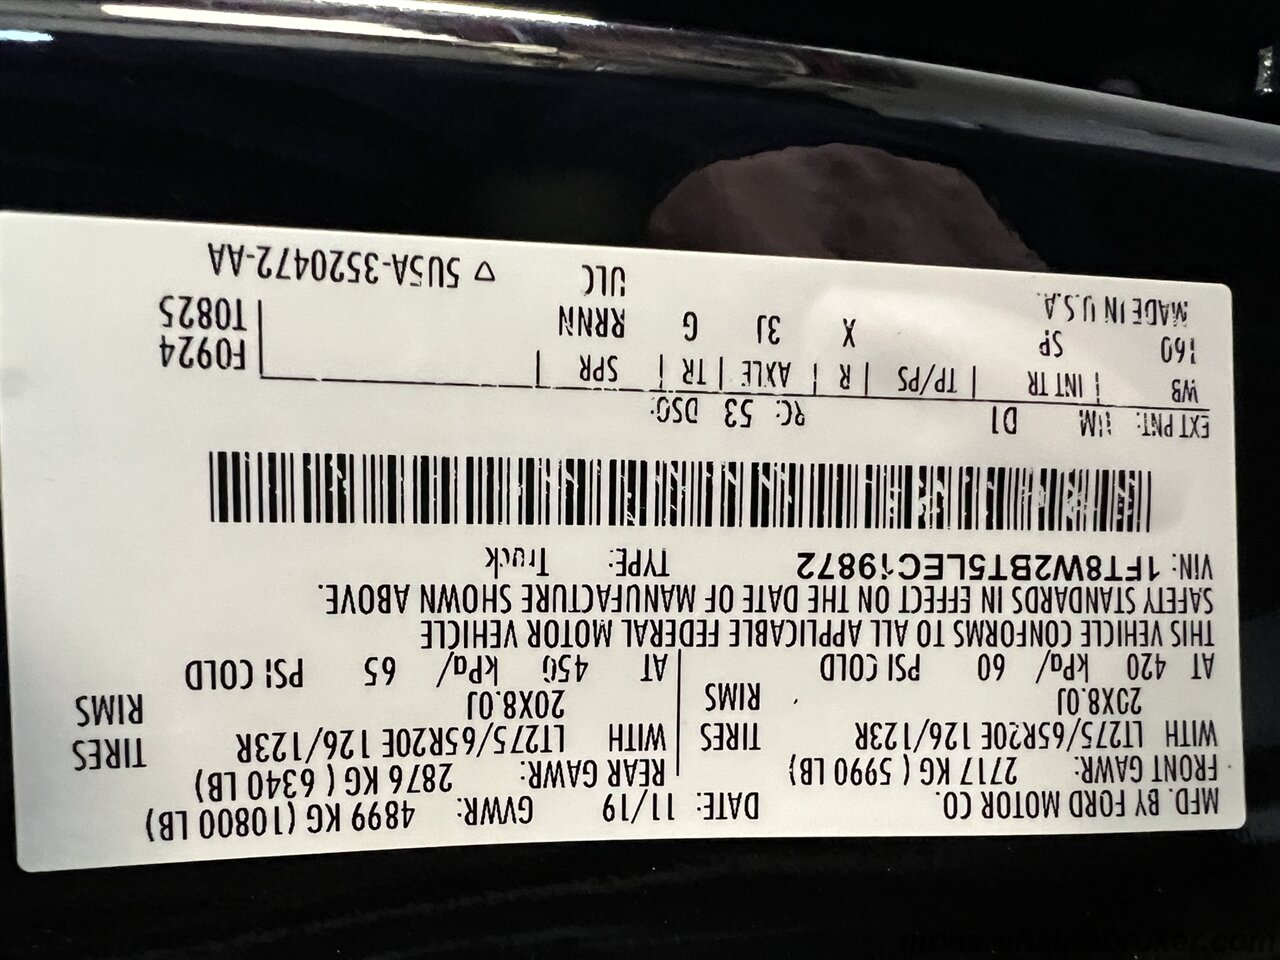 MFD. BY FORD MOTOR CO. DATE: 11/19 GVWR: 4899 KG (10800 LB)
FRONT GAWR: 2717 KG (5990 LB) REAR GAWR: 2876 KG (6340 LB)
WITH LT275/65R20E 126/123R TIRES WITH LT275/65R20E 126/123R TIRES
20X8.0J RIMS 20X8.0J RIMS
AT 420 kPa/ 60 PSI COLD AT 450 kPa/ 65 PSI COLD
THIS VEHICLE CONFORMS TO ALL APPLICABLE FEDERAL MOTOR VEHICLE
SAFETY STANDARDS IN EFFECT ON THE DATE OF MANUFACTURE SHOWN ABOVE.
VIN: 1FT8W2BT5LEC19872 TYPE: Truck
EXT PNT: UM D1 RC: 53 DSO:
WB | INT TR | TP/PS | R | AXLE | TR | SPR | F0924
160 SP X 3J G RRNN T0825
MADE IN U.S.A. ULC ▽ 5U5A-3520472-AA